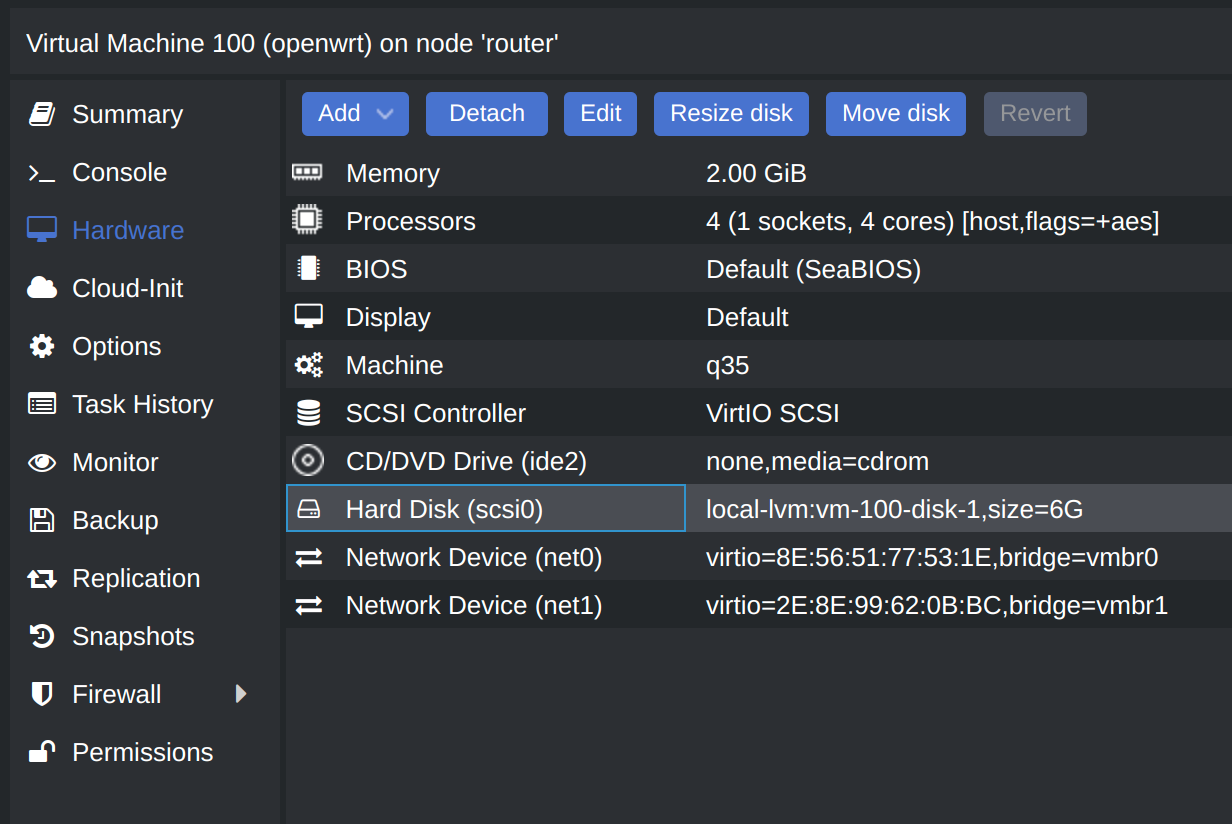 Virtual Machine 100 (openwrt) on node 'router'
Summary
Console
Hardware
Cloud-Init
Options
Task History
Monitor
Backup
Replication
Snapshots
Firewall
Permissions
Add Detach Edit Resize disk Move disk Revert
Memory 2.00 GiB
Processors 4 (1 sockets, 4 cores) [host,flags=+aes]
BIOS Default (SeaBIOS)
Display Default
Machine q35
SCSI Controller VirtIO SCSI
CD/DVD Drive (ide2) none,media=cdrom
Hard Disk (scsi0) local-lvm:vm-100-disk-1,size=6G
Network Device (net0) virtio=8E:56:51:77:53:1E,bridge=vmbr0
Network Device (net1) virtio=2E:8E:99:62:0B:BC,bridge=vmbr1